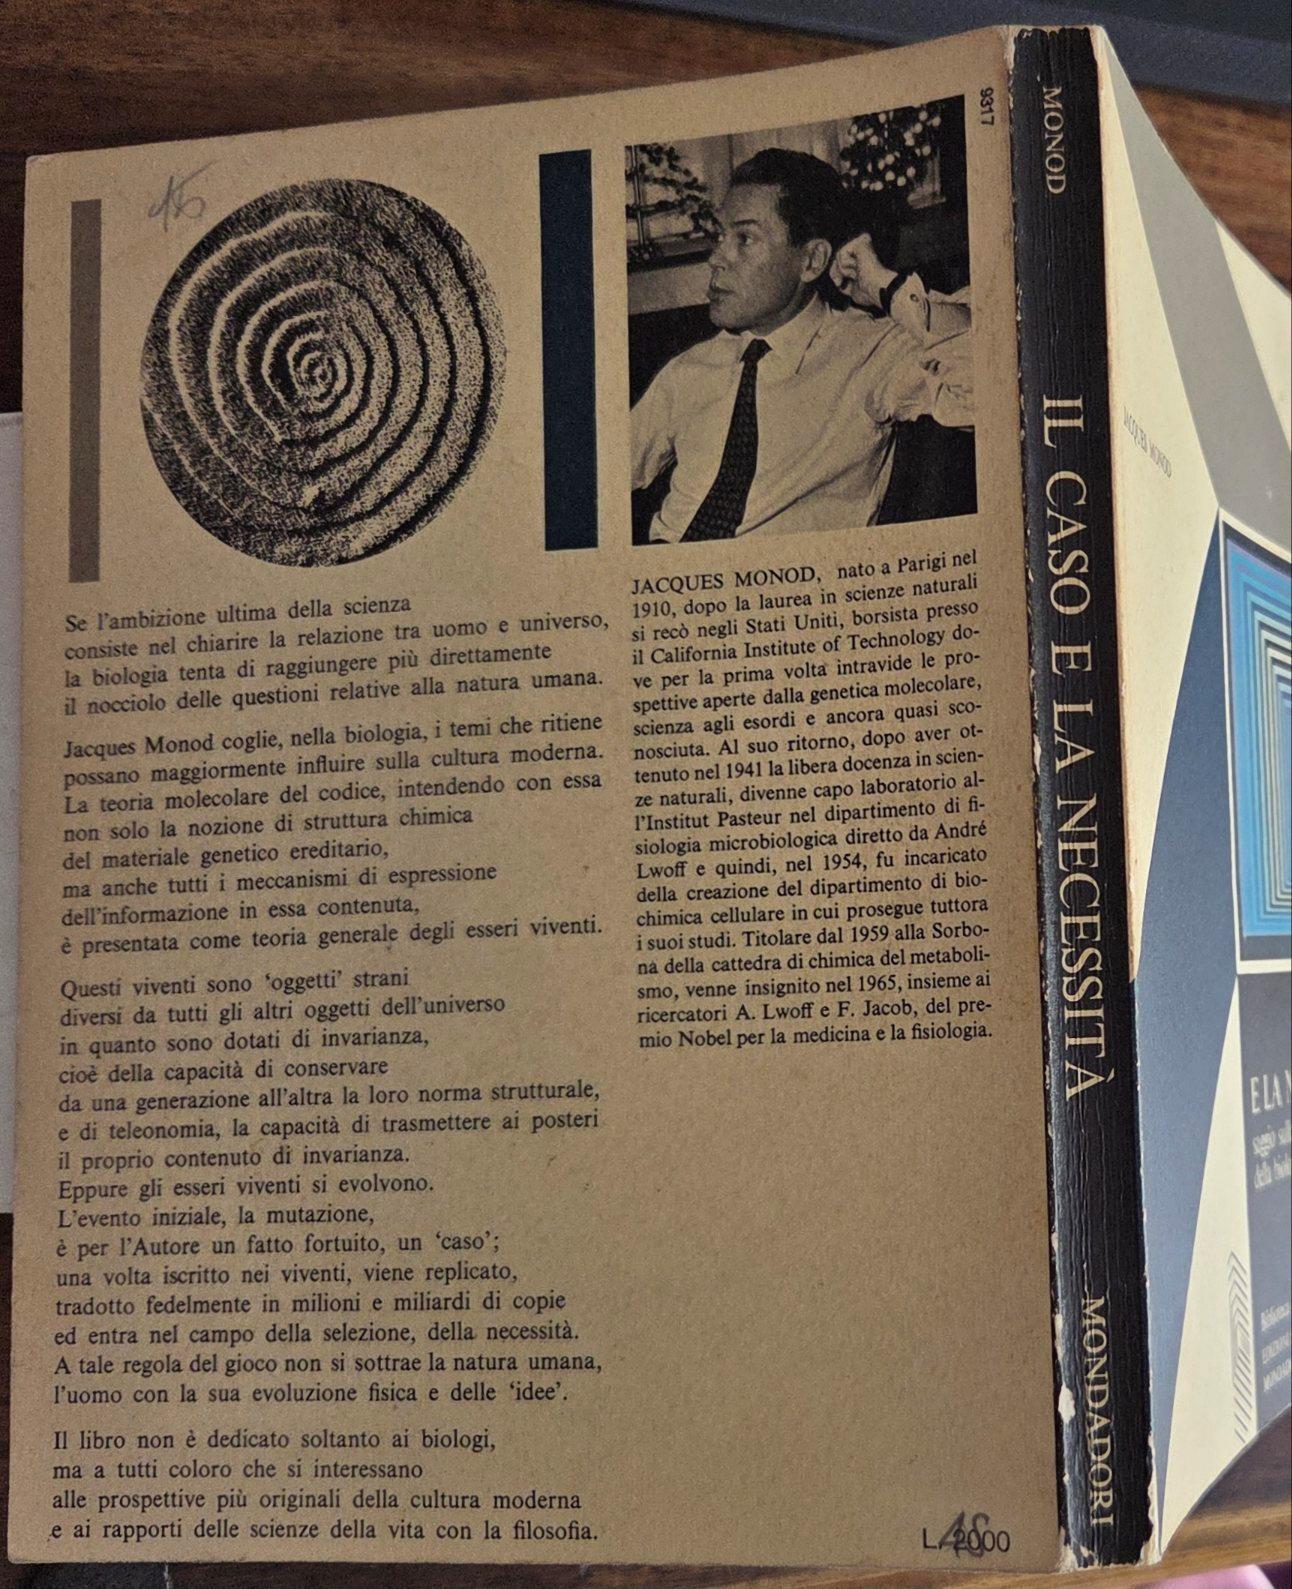 45
Se l'ambizione ultima della scienza
consiste nel chiarire la relazione tra uomo e universo,
la biologia tenta di raggiungere più direttamente
il nocciolo delle questioni relative alla natura umana.
Jacques Monod coglie, nella biologia, i temi che ritiene
possano maggiormente influire sulla cultura moderna.
La teoria molecolare del codice, intendendo con essa
non solo la nozione di struttura chimica
del materiale genetico ereditario,
ma anche tutti i meccanismi di espressione
dell'informazione in essa contenuta,
è presentata come teoria generale degli esseri viventi.
Questi viventi sono 'oggetti' strani
diversi da tutti gli altri oggetti dell'universo
in quanto sono dotati di invarianza,
cioè della capacità di conservare
da una generazione all'altra la loro norma strutturale,
e di teleonomia, la capacità di trasmettere ai posteri
il proprio contenuto di invarianza.
Eppure gli esseri viventi si evolvono.
L'evento iniziale, la mutazione,
è per l'Autore un fatto fortuito, un 'caso';
una volta iscritto nei viventi, viene replicato,
tradotto fedelmente in milioni e miliardi di copie
ed entra nel campo della selezione, della necessità.
A tale regola del gioco non si sottrae la natura umana,
l'uomo con la sua evoluzione fisica e delle 'idee'.
Il libro non è dedicato soltanto ai biologi,
ma a tutti coloro che si interessano
alle prospettive più originali della cultura moderna
e ai rapporti delle scienze della vita con la filosofia.
9317
JACQUES MONOD, nato a Parigi nel
1910, dopo la laurea in scienze naturali
si recò negli Stati Uniti, borsista presso
il California Institute of Technology do-
ve per la prima volta intravide le pro-
spettive aperte dalla genetica molecolare,
scienza agli esordi e ancora quasi sco-
nosciuta. Al suo ritorno, dopo aver ot-
tenuto nel 1941 la libera docenza in scien-
ze naturali, divenne capo laboratorio al-
l'Institut Pasteur nel dipartimento di fi-
siologia microbiologica diretto da André
Lwoff e quindi, nel 1954, fu incaricato
della creazione del dipartimento di bio-
chimica cellulare in cui prosegue tuttora
i suoi studi. Titolare dal 1959 alla Sorbo-
na della cattedra di chimica del metaboli-
smo, venne insignito nel 1965, insieme ai
ricercatori A. Lwoff e F. Jacob, del pre-
mio Nobel per la medicina e la fisiologia.
L. 2000
45
MONOD
IL CASO E LA NECESSITÀ
MONDADORI
JACQUES MONOD
E LA
saggio
della